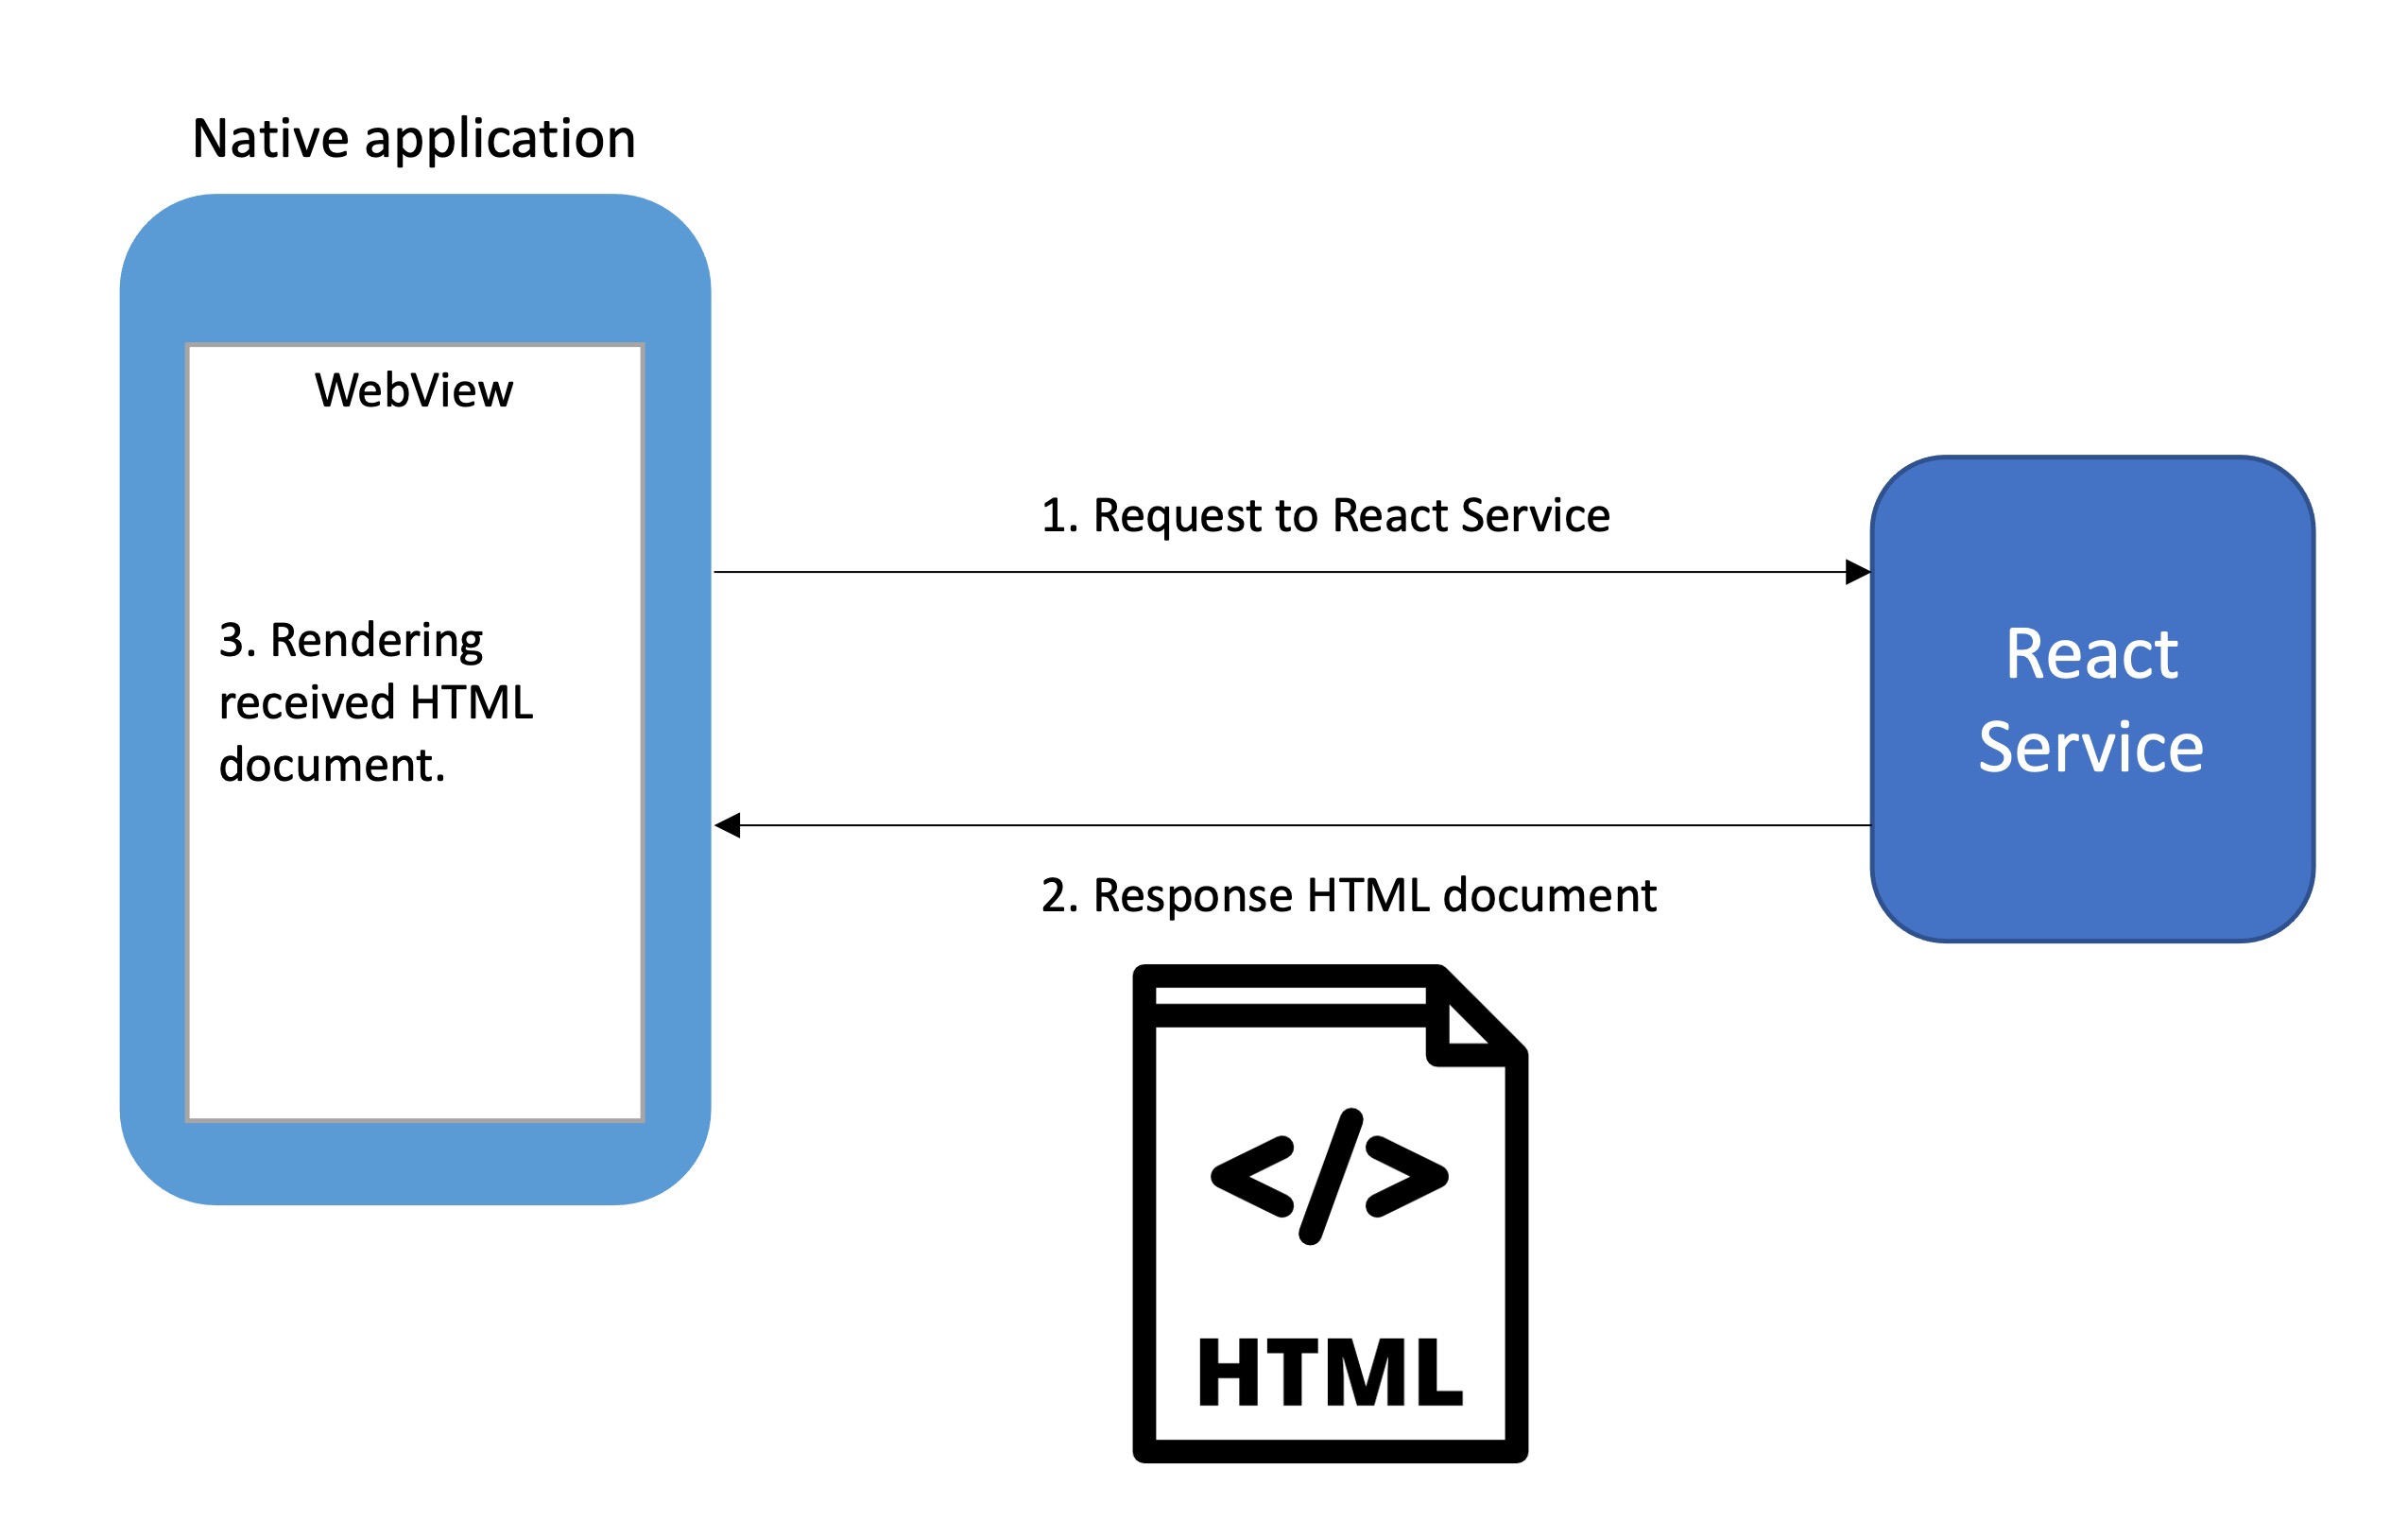 Native application
WebView
1. Request to React Service
3. Rendering
received HTML
document.
React
Service
2. Response HTML document
</>
HTML